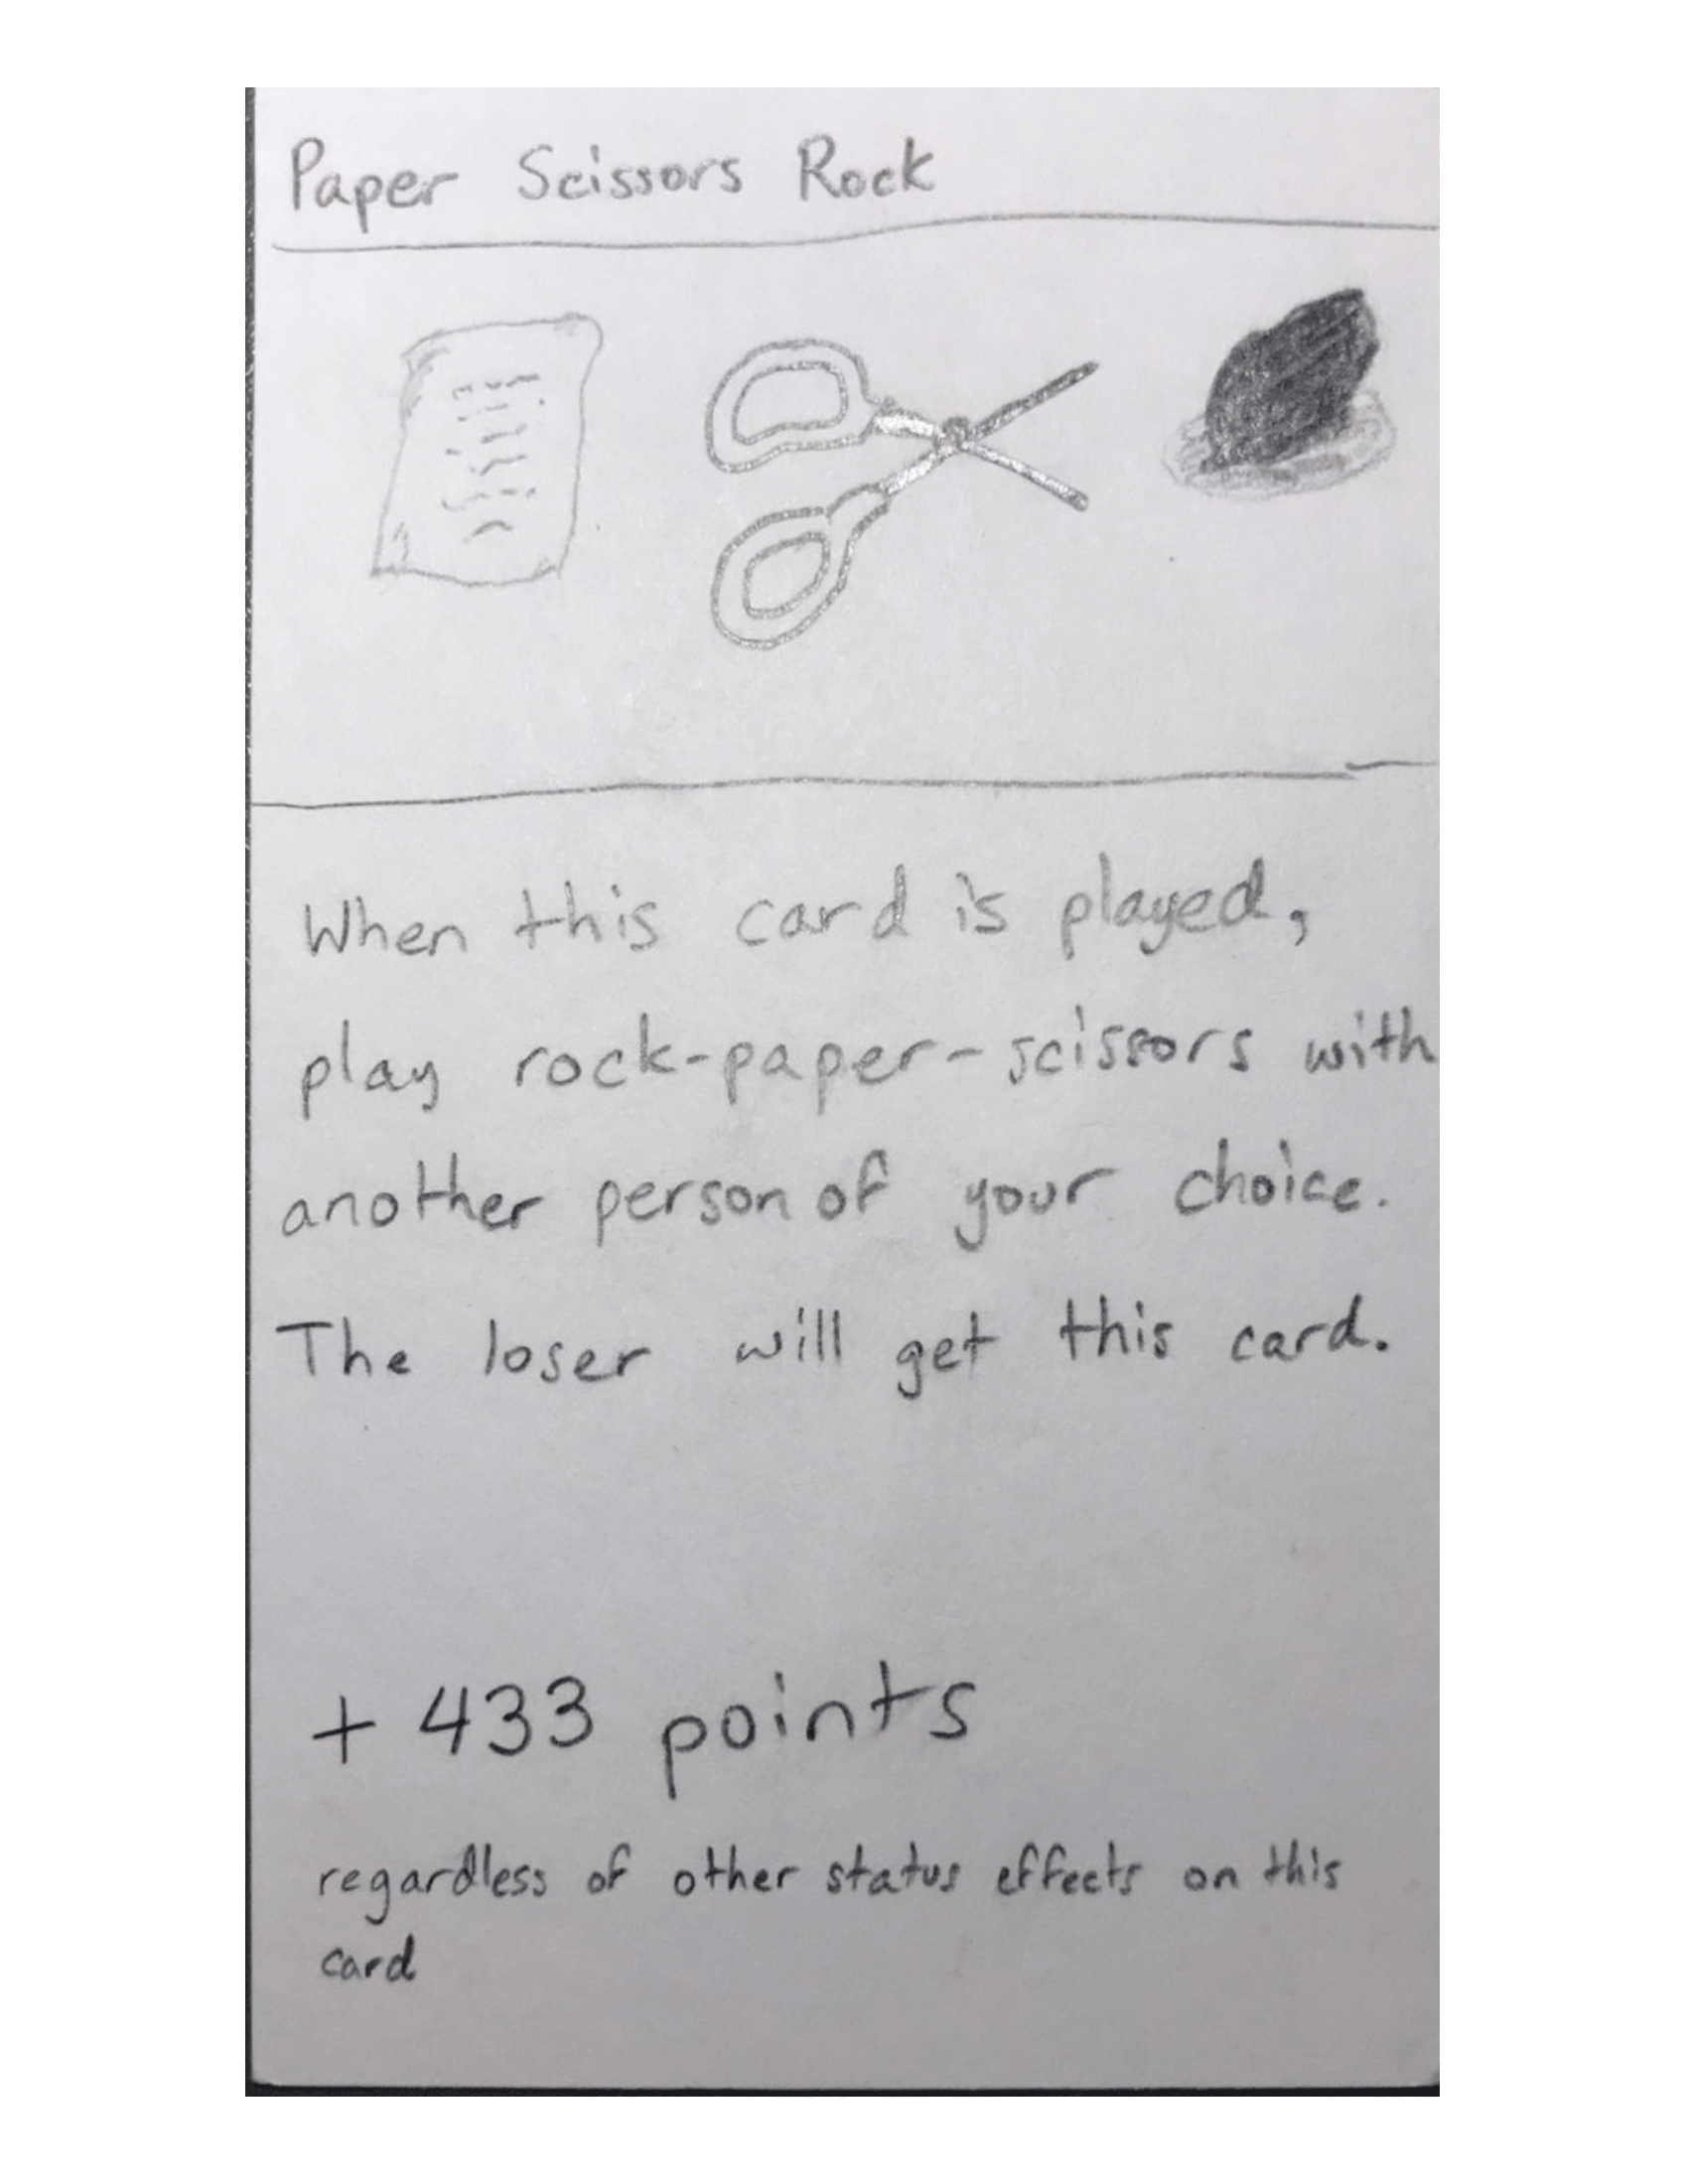 Paper Scissors Rock
When this card is played,
play rock-paper-scissors with
another person of your choice.
The loser will get this card.
+ 433 points
regardless of other status effects on this
card